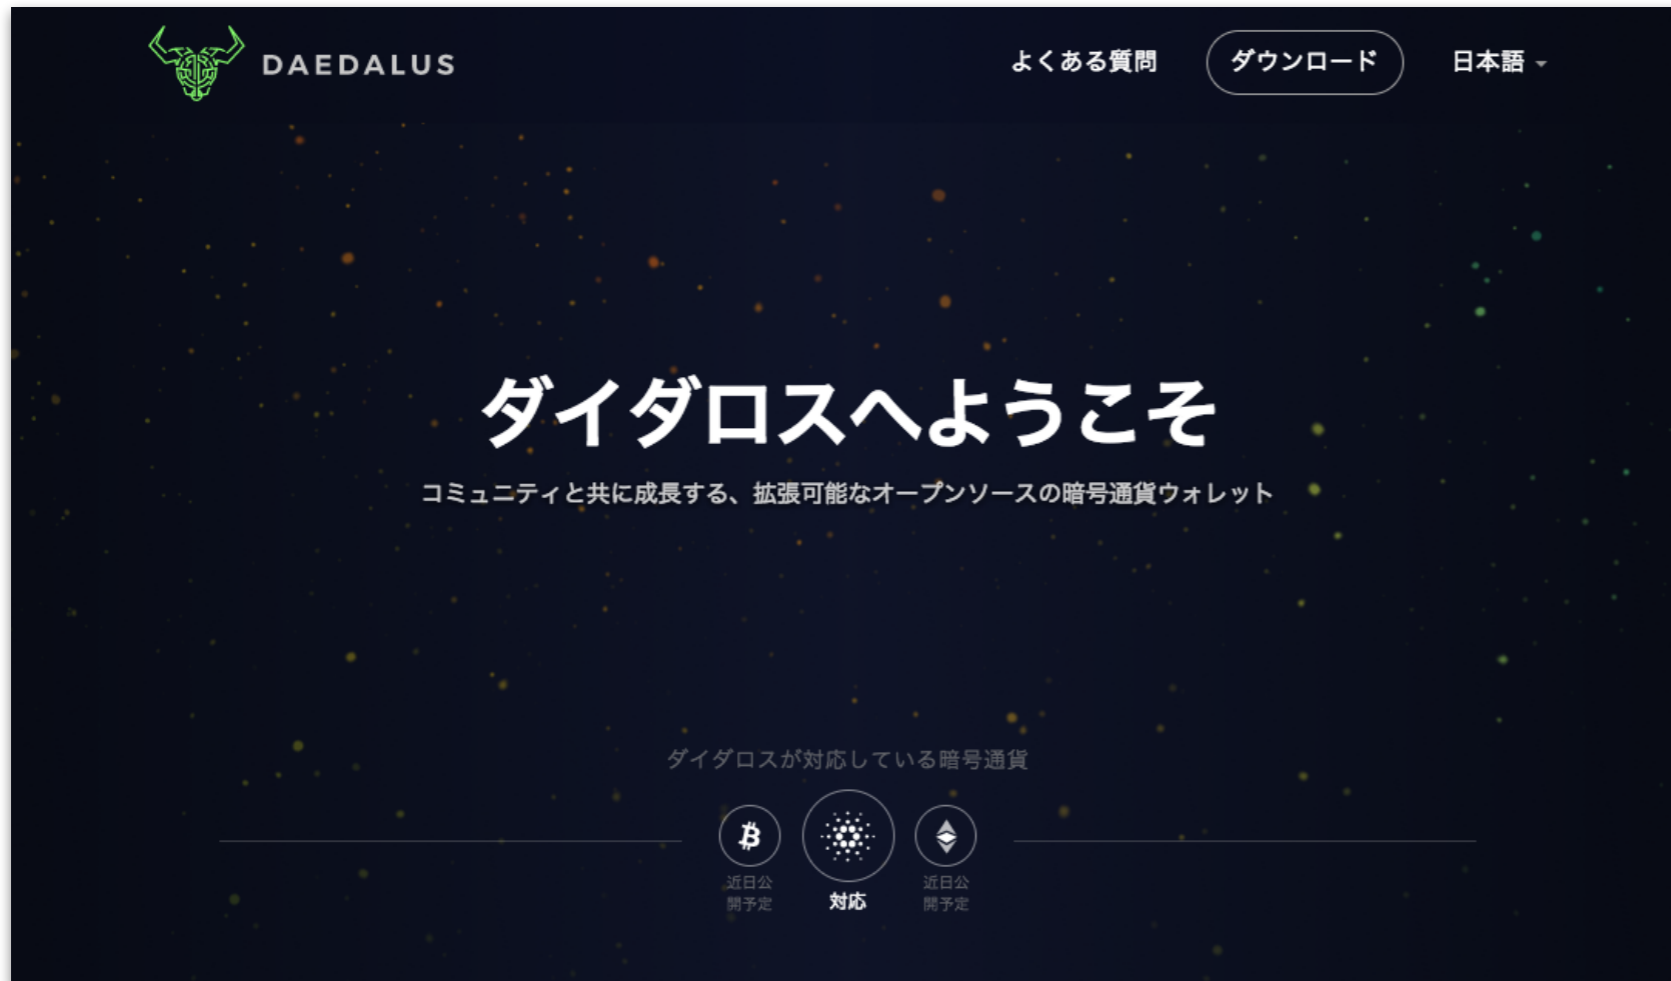 DAEDALUS
よくある質問
ダウンロード
日本語
ダイダロスへようこそ
コミュニティと共に成長する、拡張可能なオープンソースの暗号通貨ウォレット
ダイダロスが対応している暗号通貨
近日公
開予定
対応
近日公
開予定